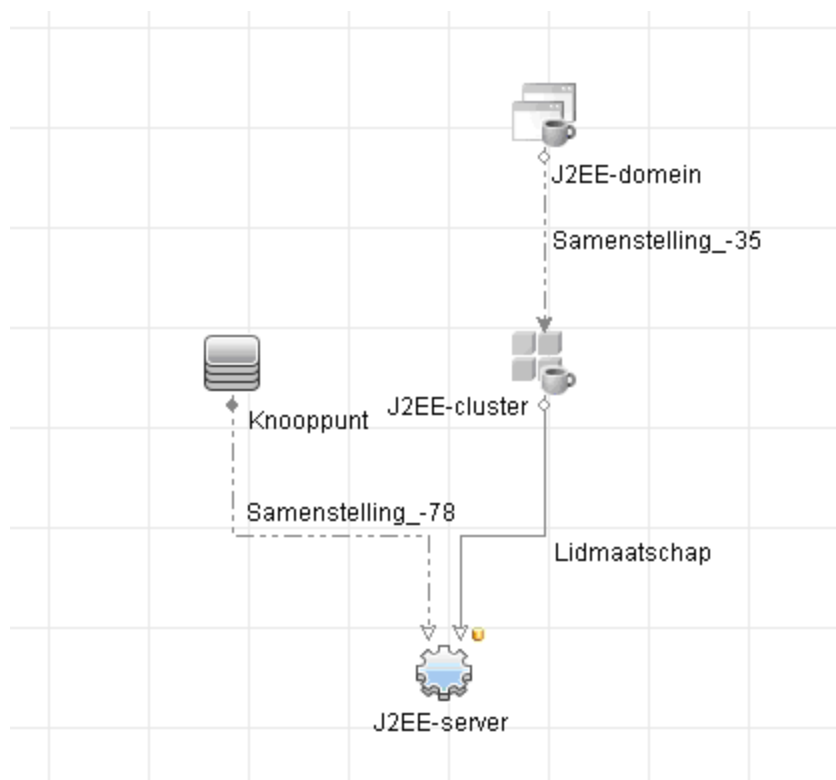 J2EE-domein
Samenstelling_-35
J2EE-cluster
Knooppunt
Samenstelling_-78
Lidmaatschap
J2EE-server